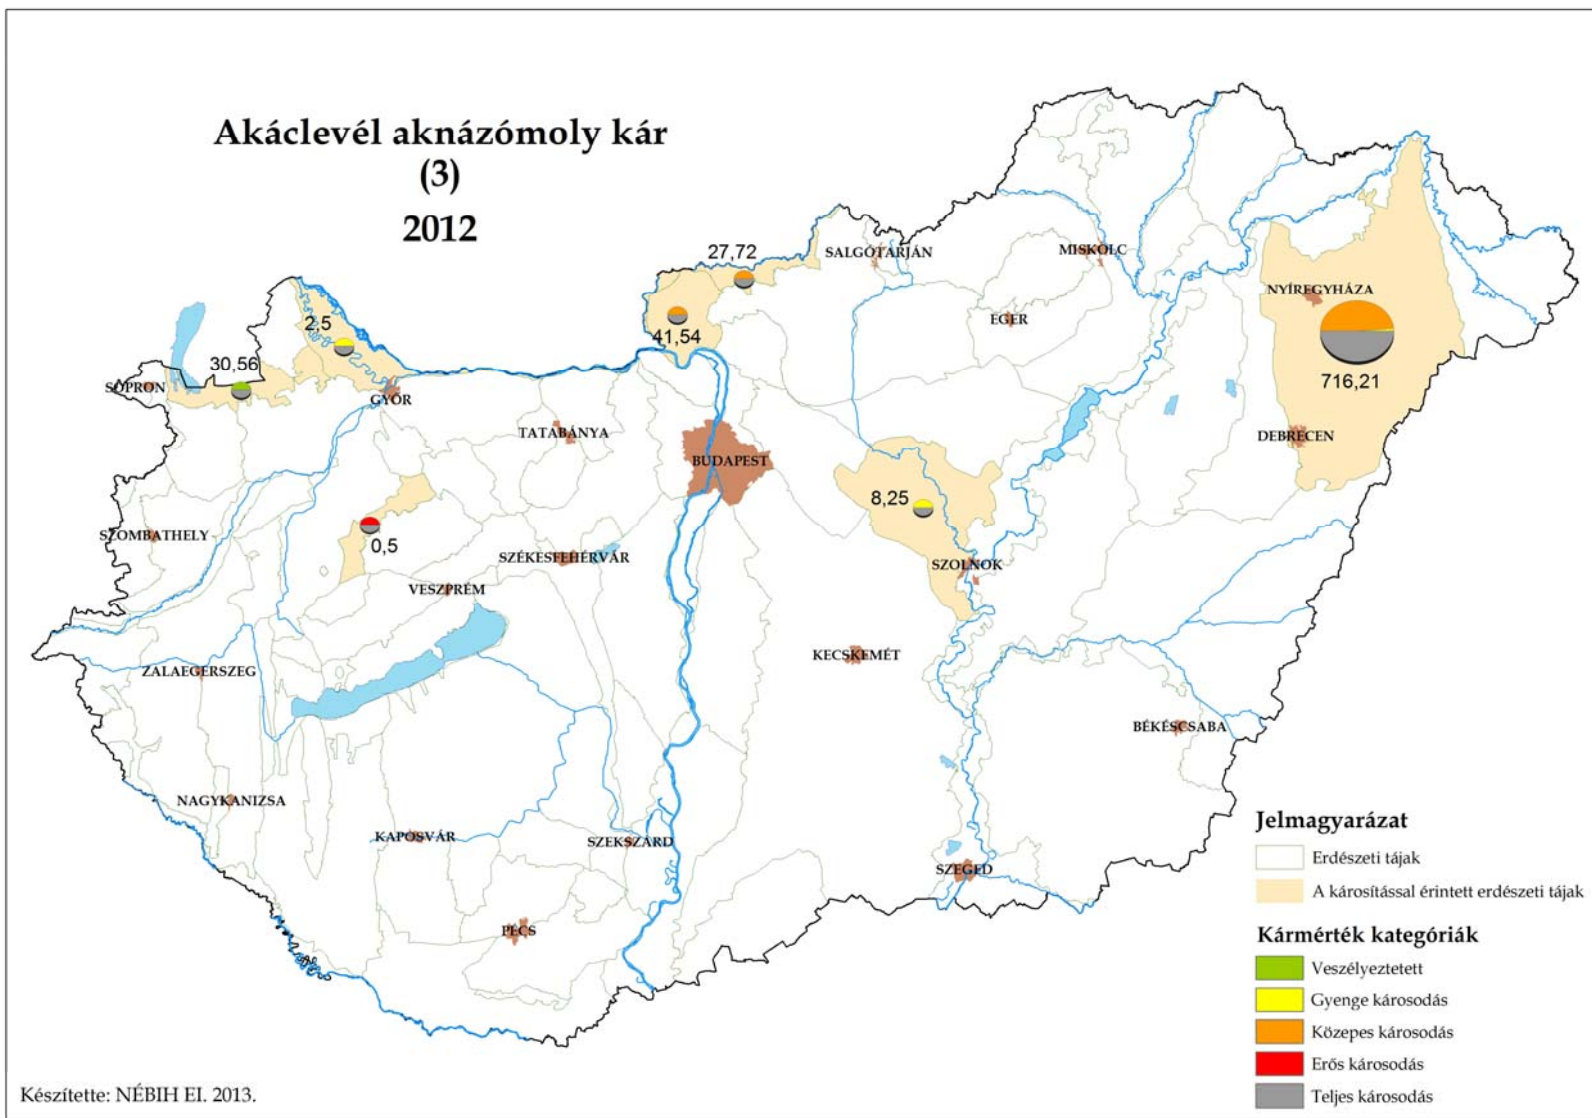 Akáclevél aknázómoly kár
(3)
2012
27,72
SALGÓTARJÁN
MISKOLC
NYÍREGYHÁZA
EGER
2,5
41,54
30,56
SOPRON
GYŐR
716,21
TATABÁNYA
DEBRECEN
BUDAPEST
8,25
SZOMBATHELY
0,5
SZÉKESFEHÉRVÁR
SZOLNOK
VESZPRÉM
KECSKEMÉT
ZALAEGERSZEG
BÉKÉSCSABA
NAGYKANIZSA
KAPOSVÁR
SZEKSZÁRD
SZEGED
PÉCS
Jelmagyarázat
Erdészeti tájak
A károsítással érintett erdészeti tájak
Kármérték kategóriák
Veszélyeztetett
Gyenge károsodás
Közepes károsodás
Erős károsodás
Teljes károsodás
Készítette: NÉBIH EI. 2013.